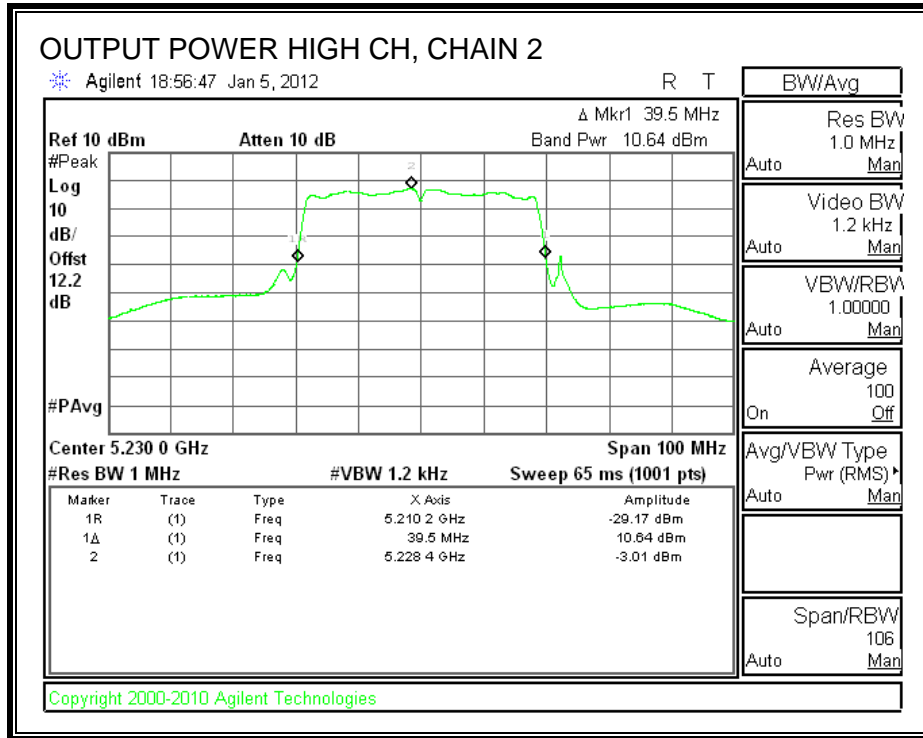 OUTPUT POWER HIGH CH, CHAIN 2
Agilent 18:56:47 Jan 5, 2012 R T
Δ Mkr1 39.5 MHz
Ref 10 dBm Atten 10 dB Band Pwr 10.64 dBm
#Peak
Log
10
dB/
Offst
12.2
dB
#PAvg
2
1
Center 5.230 0 GHz Span 100 MHz
#Res BW 1 MHz #VBW 1.2 kHz Sweep 65 ms (1001 pts)
Marker Trace Type X Axis Amplitude
1R (1) Freq 5.210 2 GHz -29.17 dBm
1Δ (1) Freq 39.5 MHz 10.64 dBm
2 (1) Freq 5.228 4 GHz -3.01 dBm
BW/Avg
Res BW
1.0 MHz
Auto Man
Video BW
1.2 kHz
Auto Man
VBW/RBW
1.00000
Auto Man
Average
100
On Off
Avg/VBW Type
Pwr (RMS)
Auto Man
Span/RBW
106
Auto Man
Copyright 2000-2010 Agilent Technologies